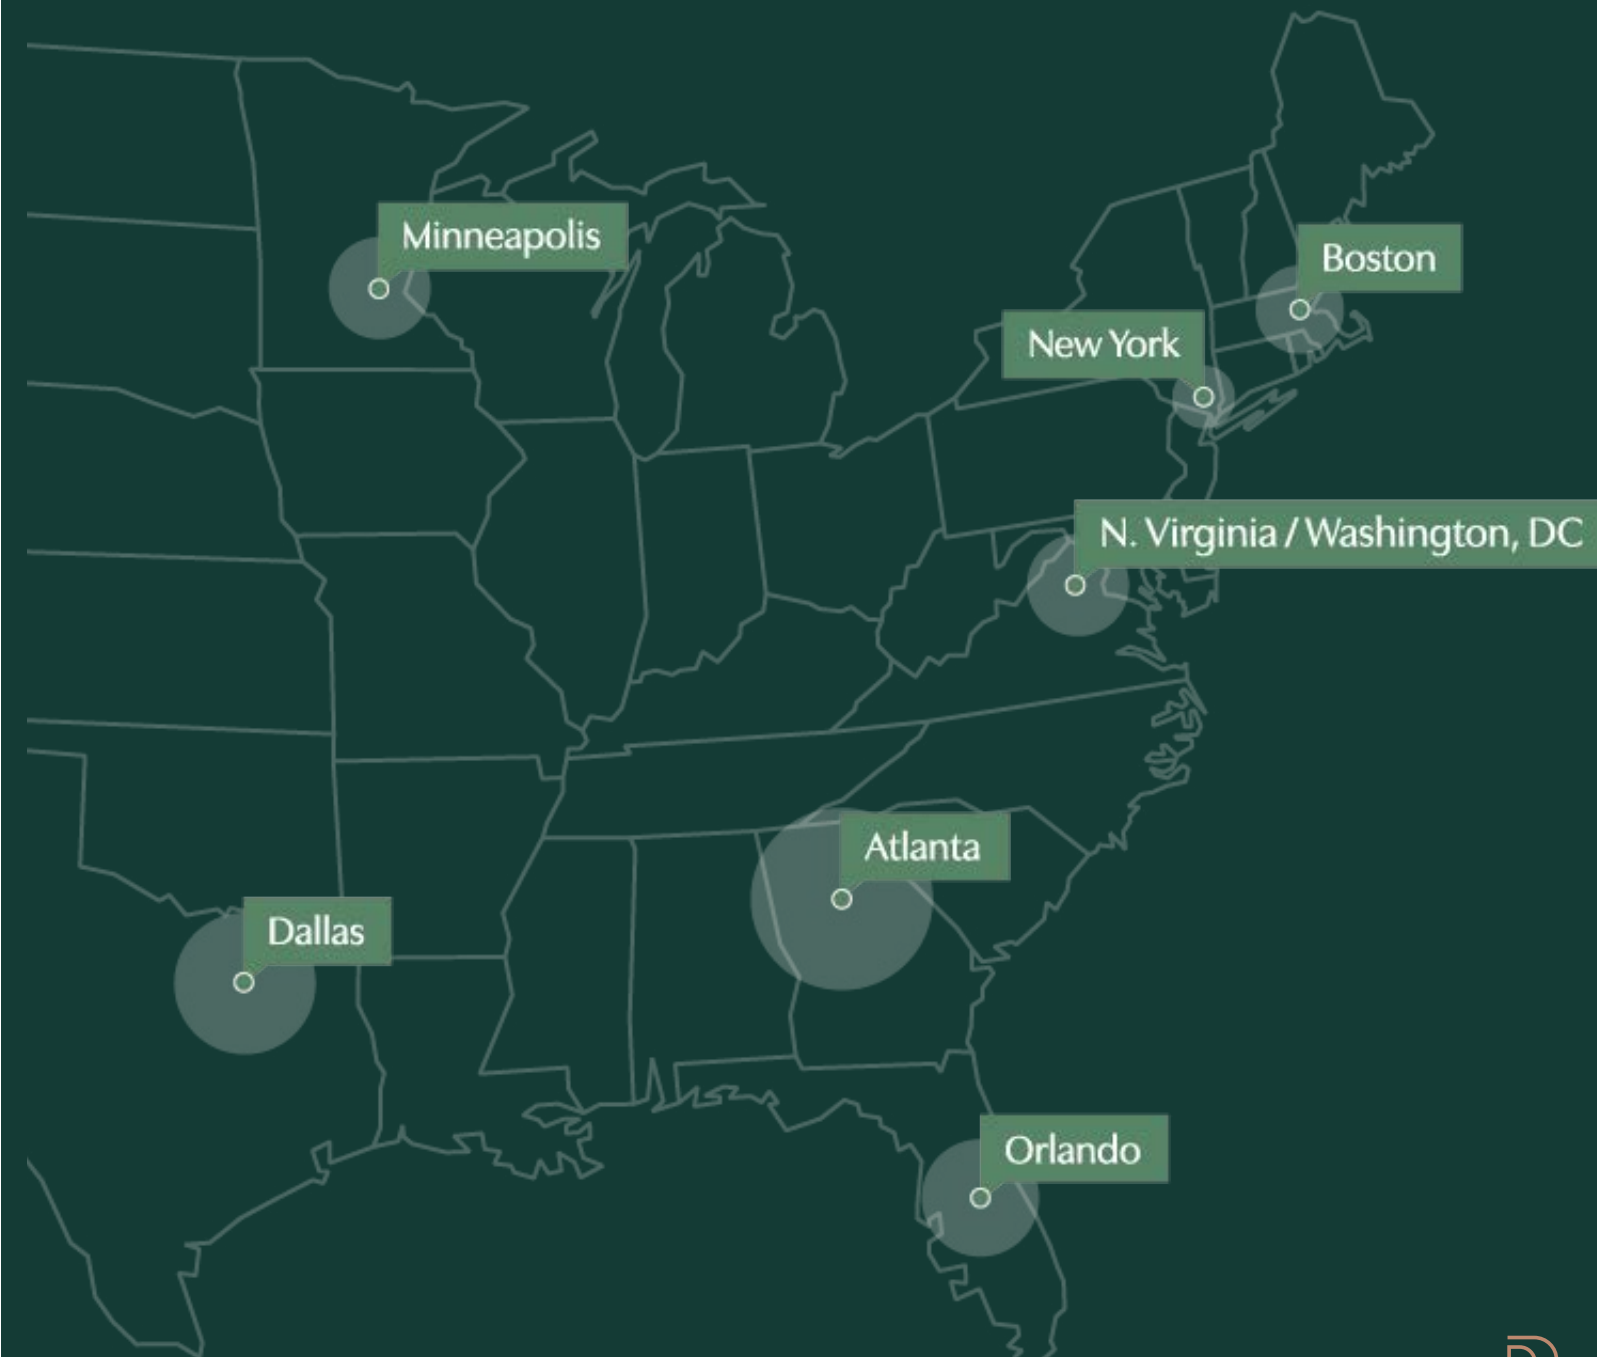 Minneapolis
Boston
New York
N. Virginia / Washington, DC
Atlanta
Dallas
Orlando